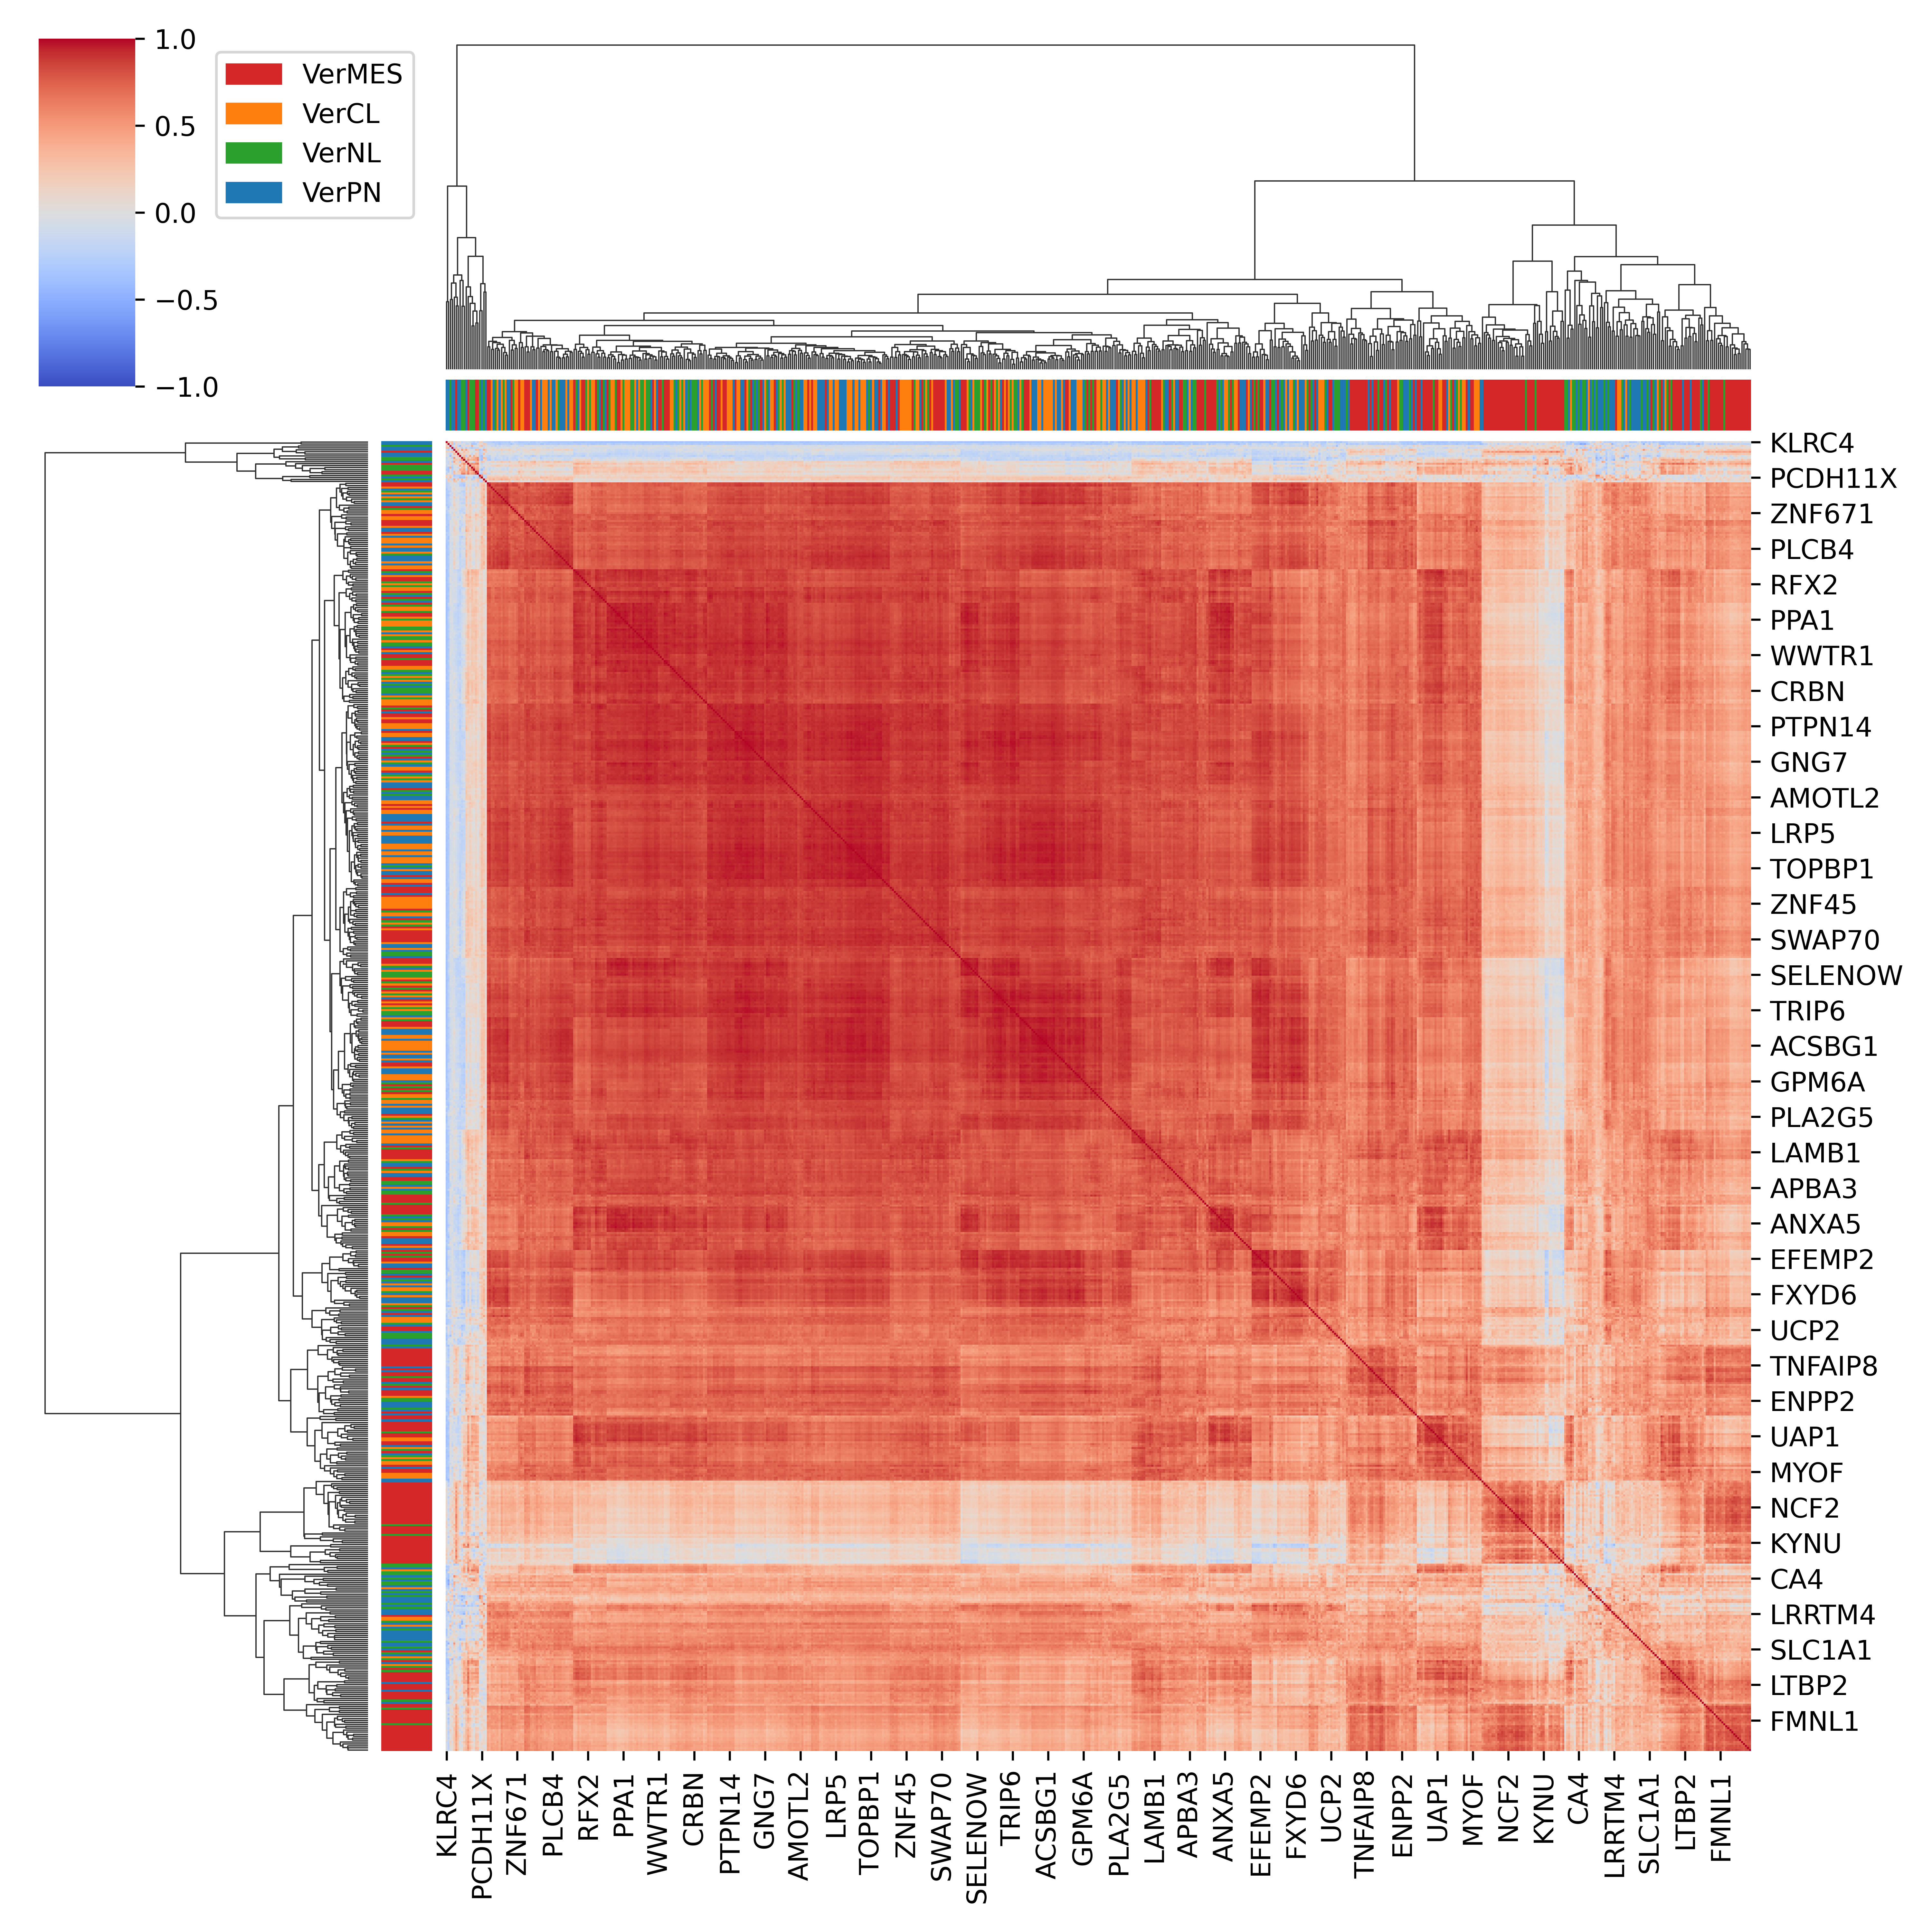 1.0
0.5
0.0
−0.5
−1.0
VerMES
VerCL
VerNL
VerPN
KLRC4
PCDH11X
ZNF671
PLCB4
RFX2
PPA1
WWTR1
CRBN
PTPN14
GNG7
AMOTL2
LRP5
TOPBP1
ZNF45
SWAP70
SELENOW
TRIP6
ACSBG1
GPM6A
PLA2G5
LAMB1
APBA3
ANXA5
EFEMP2
FXYD6
UCP2
TNFAIP8
ENPP2
UAP1
MYOF
NCF2
KYNU
CA4
LRRTM4
SLC1A1
LTBP2
FMNL1
KLRC4
PCDH11X
ZNF671
PLCB4
RFX2
PPA1
WWTR1
CRBN
PTPN14
GNG7
AMOTL2
LRP5
TOPBP1
ZNF45
SWAP70
SELENOW
TRIP6
ACSBG1
GPM6A
PLA2G5
LAMB1
APBA3
ANXA5
EFEMP2
FXYD6
UCP2
TNFAIP8
ENPP2
UAP1
MYOF
NCF2
KYNU
CA4
LRRTM4
SLC1A1
LTBP2
FMNL1